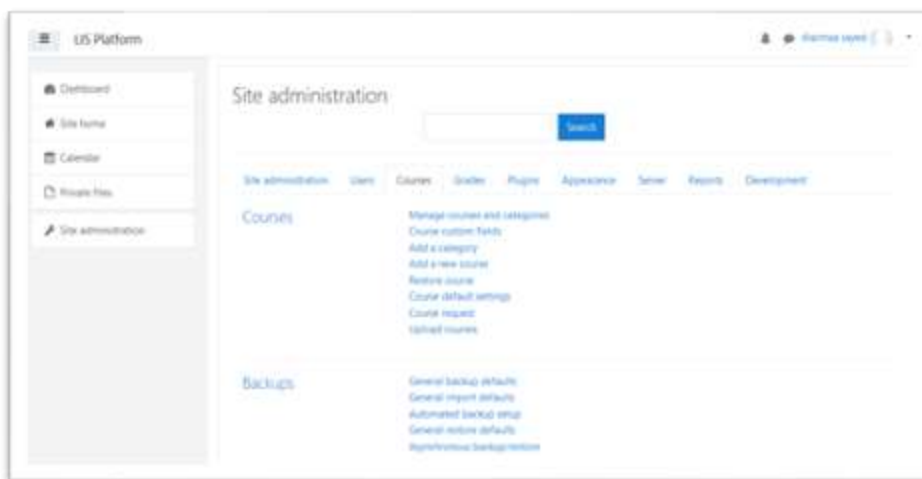 LIS Platform
Dashboard
Site home
Calendar
Private files
Site administration
Site administration
Search
Site administration Users Courses Grades Plugins Appearance Server Reports Development
Courses
Manage courses and categories
Course custom fields
Add a category
Add a new course
Restore course
Course default settings
Course request
Upload courses
Backups
General backup defaults
General import defaults
Automated backup setup
General restore defaults
Asynchronous backup/restore